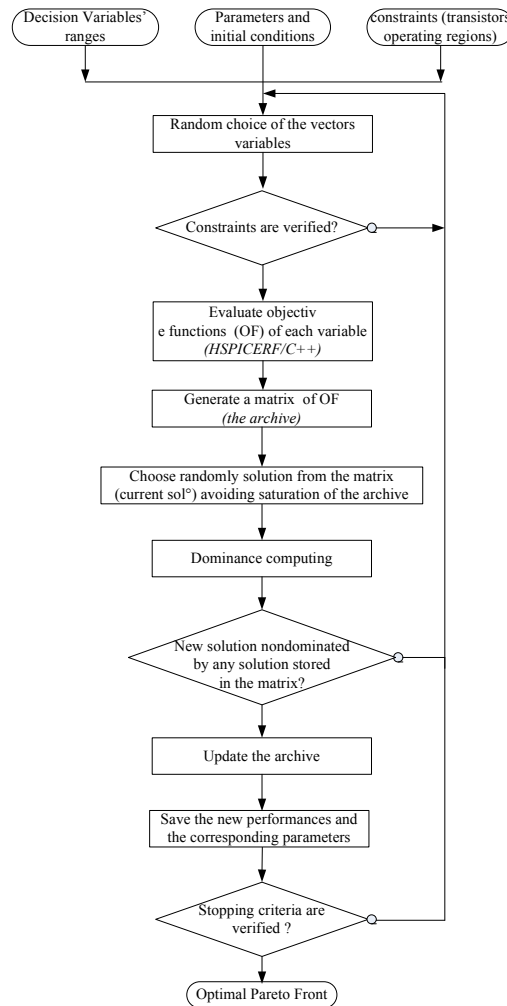 Decision Variables'
ranges
Parameters and
initial conditions
constraints (transistors
operating regions)
Random choice of the vectors
variables
Constraints are verified?
Evaluate objectiv
e functions (OF) of each variable
(HSPICERF/C++)
Generate a matrix of OF
(the archive)
Choose randomly solution from the matrix
(current sol°) avoiding saturation of the archive
Dominance computing
New solution nondominated
by any solution stored
in the matrix?
Update the archive
Save the new performances and
the corresponding parameters
Stopping criteria are
verified ?
Optimal Pareto Front